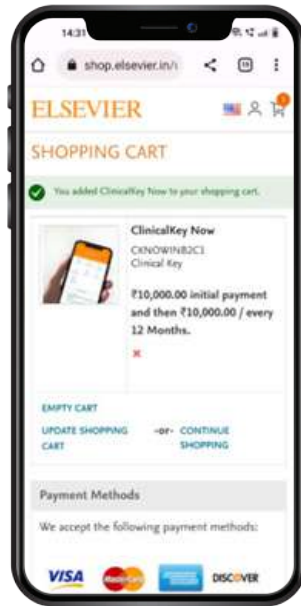 14:31
shop.elsevier.in/
ELSEVIER
SHOPPING CART
You added ClinicalKey Now to your shopping cart.
ClinicalKey Now
CKNOWINB2C1
Clinical Key
₹10,000.00 initial payment
and then ₹10,000.00 / every
12 Months.
EMPTY CART
UPDATE SHOPPING CART
-or-
CONTINUE SHOPPING
Payment Methods
We accept the following payment methods:
VISA
MasterCard
DISCOVER